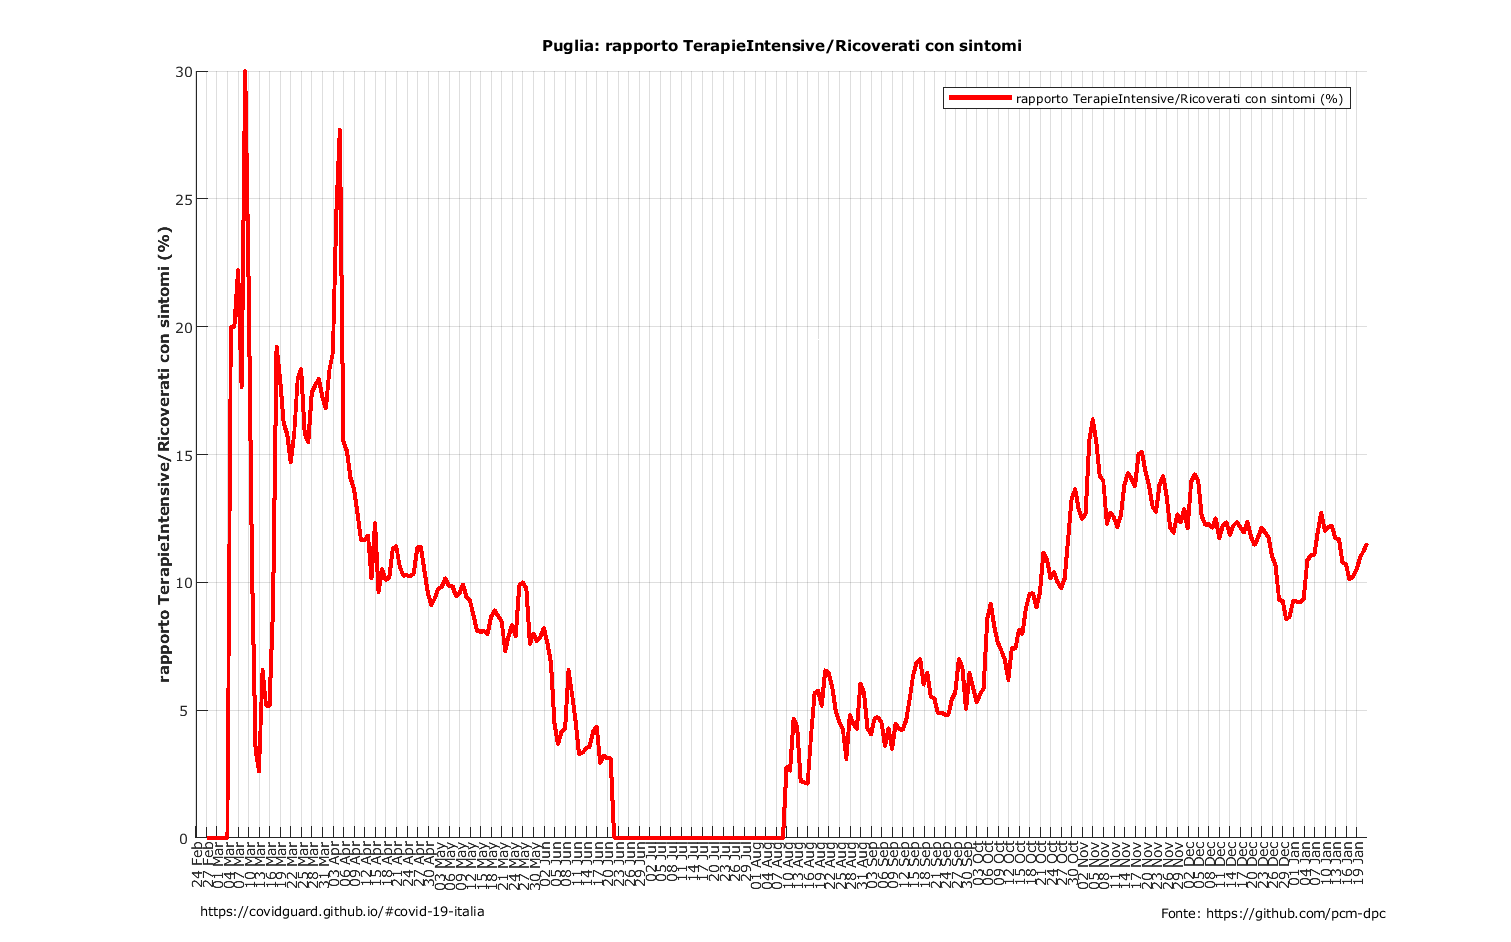 Puglia: rapporto TerapieIntensive/Ricoverati con sintomi
rapporto TerapieIntensive/Ricoverati con sintomi (%)
rapporto TerapieIntensive/Ricoverati con sintomi (%)
30
25
20
15
10
5
0
24 Feb
27 Feb
01 Mar
04 Mar
07 Mar
10 Mar
13 Mar
16 Mar
19 Mar
22 Mar
25 Mar
28 Mar
31 Mar
03 Apr
06 Apr
09 Apr
12 Apr
15 Apr
18 Apr
21 Apr
24 Apr
27 Apr
30 Apr
03 May
06 May
09 May
12 May
15 May
18 May
21 May
24 May
27 May
30 May
02 Jun
05 Jun
08 Jun
11 Jun
14 Jun
17 Jun
20 Jun
23 Jun
26 Jun
29 Jun
02 Jul
05 Jul
08 Jul
11 Jul
14 Jul
17 Jul
20 Jul
23 Jul
26 Jul
29 Jul
01 Aug
04 Aug
07 Aug
10 Aug
13 Aug
16 Aug
19 Aug
22 Aug
25 Aug
28 Aug
31 Aug
03 Sep
06 Sep
09 Sep
12 Sep
15 Sep
18 Sep
21 Sep
24 Sep
27 Sep
30 Sep
03 Oct
06 Oct
09 Oct
12 Oct
15 Oct
18 Oct
21 Oct
24 Oct
27 Oct
30 Oct
02 Nov
05 Nov
08 Nov
11 Nov
14 Nov
17 Nov
20 Nov
23 Nov
26 Nov
29 Nov
02 Dec
05 Dec
08 Dec
11 Dec
14 Dec
17 Dec
20 Dec
23 Dec
26 Dec
29 Dec
01 Jan
04 Jan
07 Jan
10 Jan
13 Jan
16 Jan
19 Jan
https://covidguard.github.io/#covid-19-italia
Fonte: https://github.com/pcm-dpc